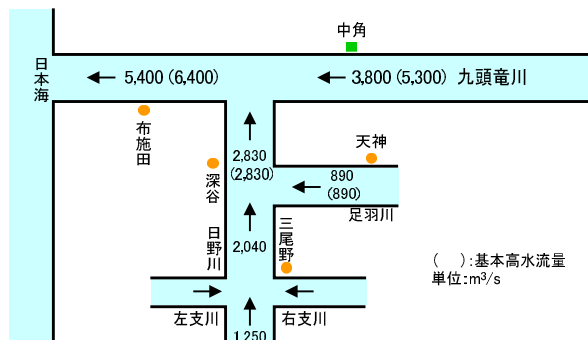 中角
日本海
5,400 (6,400)
3,800 (5,300) 九頭竜川
布施田
天神
2,830
(2,830)
深谷
890
(890)
足羽川
日野川
三尾野
2,040
( ):基本高水流量
単位:m³/s
左支川
右支川
1,250